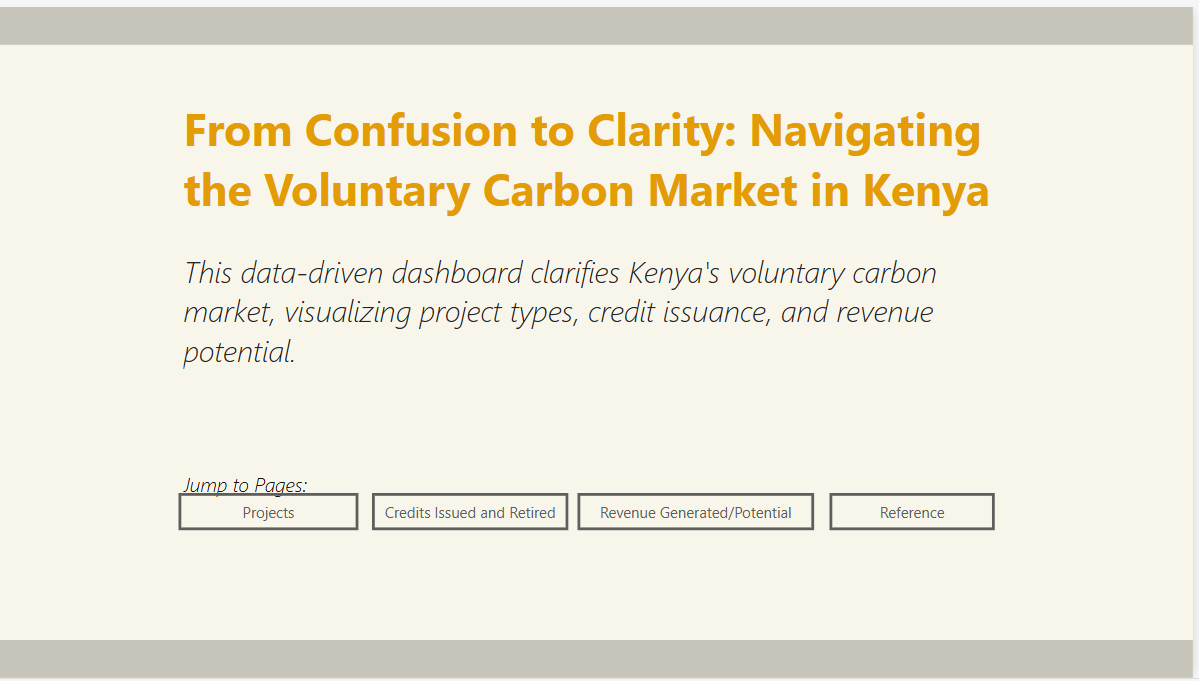 From Confusion to Clarity: Navigating
the Voluntary Carbon Market in Kenya
This data-driven dashboard clarifies Kenya's voluntary carbon
market, visualizing project types, credit issuance, and revenue
potential.
Jump to Pages:
Projects
Credits Issued and Retired
Revenue Generated/Potential
Reference